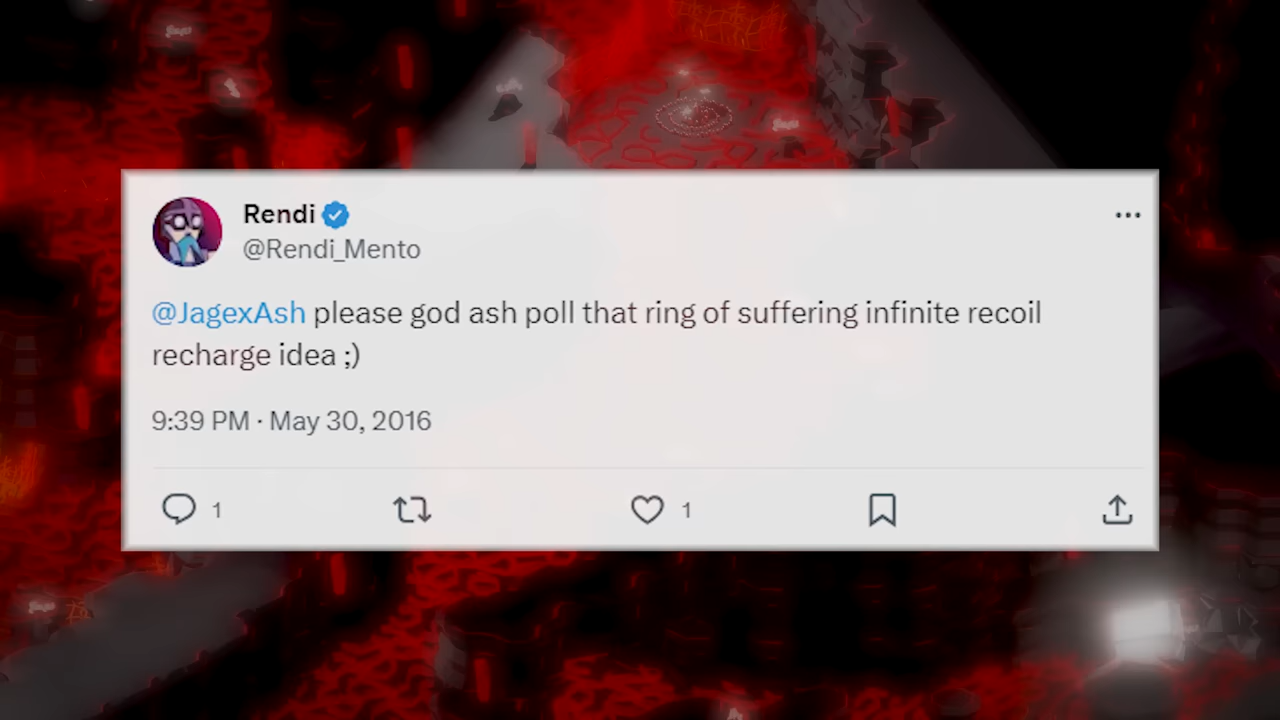 Rendi
@Rendi_Mento
@JagexAsh please god ash poll that ring of suffering infinite recoil
recharge idea ;)
9:39 PM · May 30, 2016
1
1